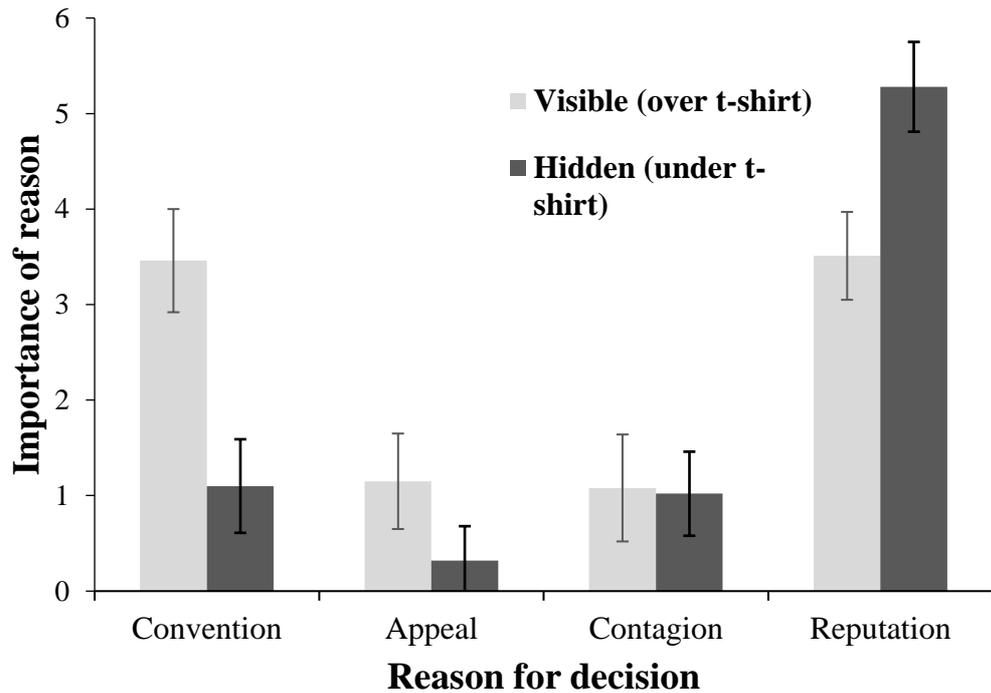 6
5
4
3
2
1
0
Importance of reason
Visible (over t-shirt)
Hidden (under t-
shirt)
Convention Appeal Contagion Reputation
Reason for decision